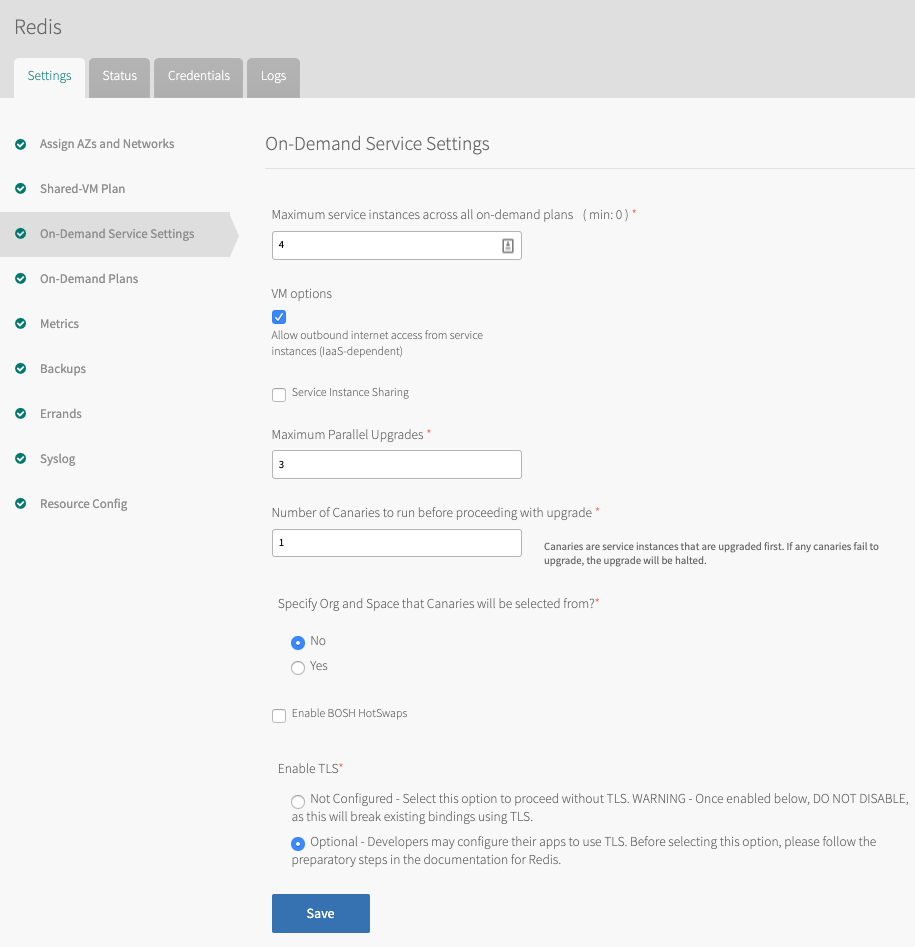 Redis
Settings
Status
Credentials
Logs
Assign AZs and Networks
Shared-VM Plan
On-Demand Service Settings
On-Demand Plans
Metrics
Backups
Errands
Syslog
Resource Config
On-Demand Service Settings
Maximum service instances across all on-demand plans ( min: 0 ) *
4
VM options
Allow outbound internet access from service
instances (IaaS-dependent)
Service Instance Sharing
Maximum Parallel Upgrades *
3
Number of Canaries to run before proceeding with upgrade *
1
Canaries are service instances that are upgraded first. If any canaries fail to
upgrade, the upgrade will be halted.
Specify Org and Space that Canaries will be selected from?*
No
Yes
Enable BOSH HotSwaps
Enable TLS*
Not Configured - Select this option to proceed without TLS. WARNING - Once enabled below, DO NOT DISABLE,
as this will break existing bindings using TLS.
Optional - Developers may configure their apps to use TLS. Before selecting this option, please follow the
preparatory steps in the documentation for Redis.
Save